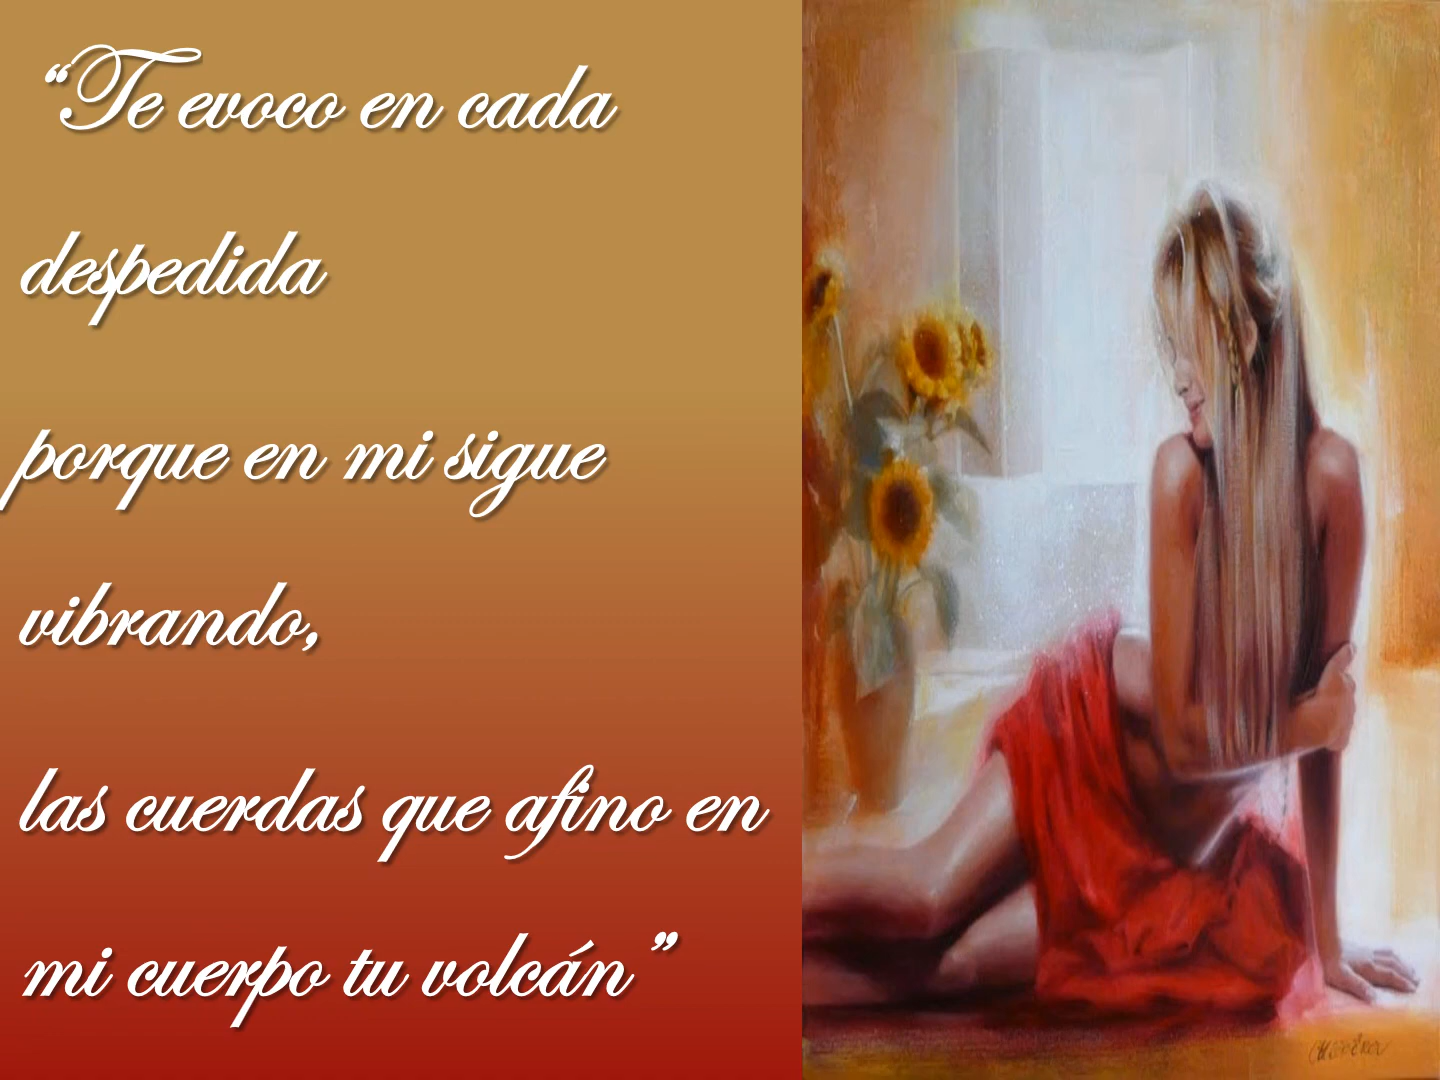 “Te evoco en cada
despedida
porque en mi sigue
vibrando,
las cuerdas que afino en
mi cuerpo tu volcán”